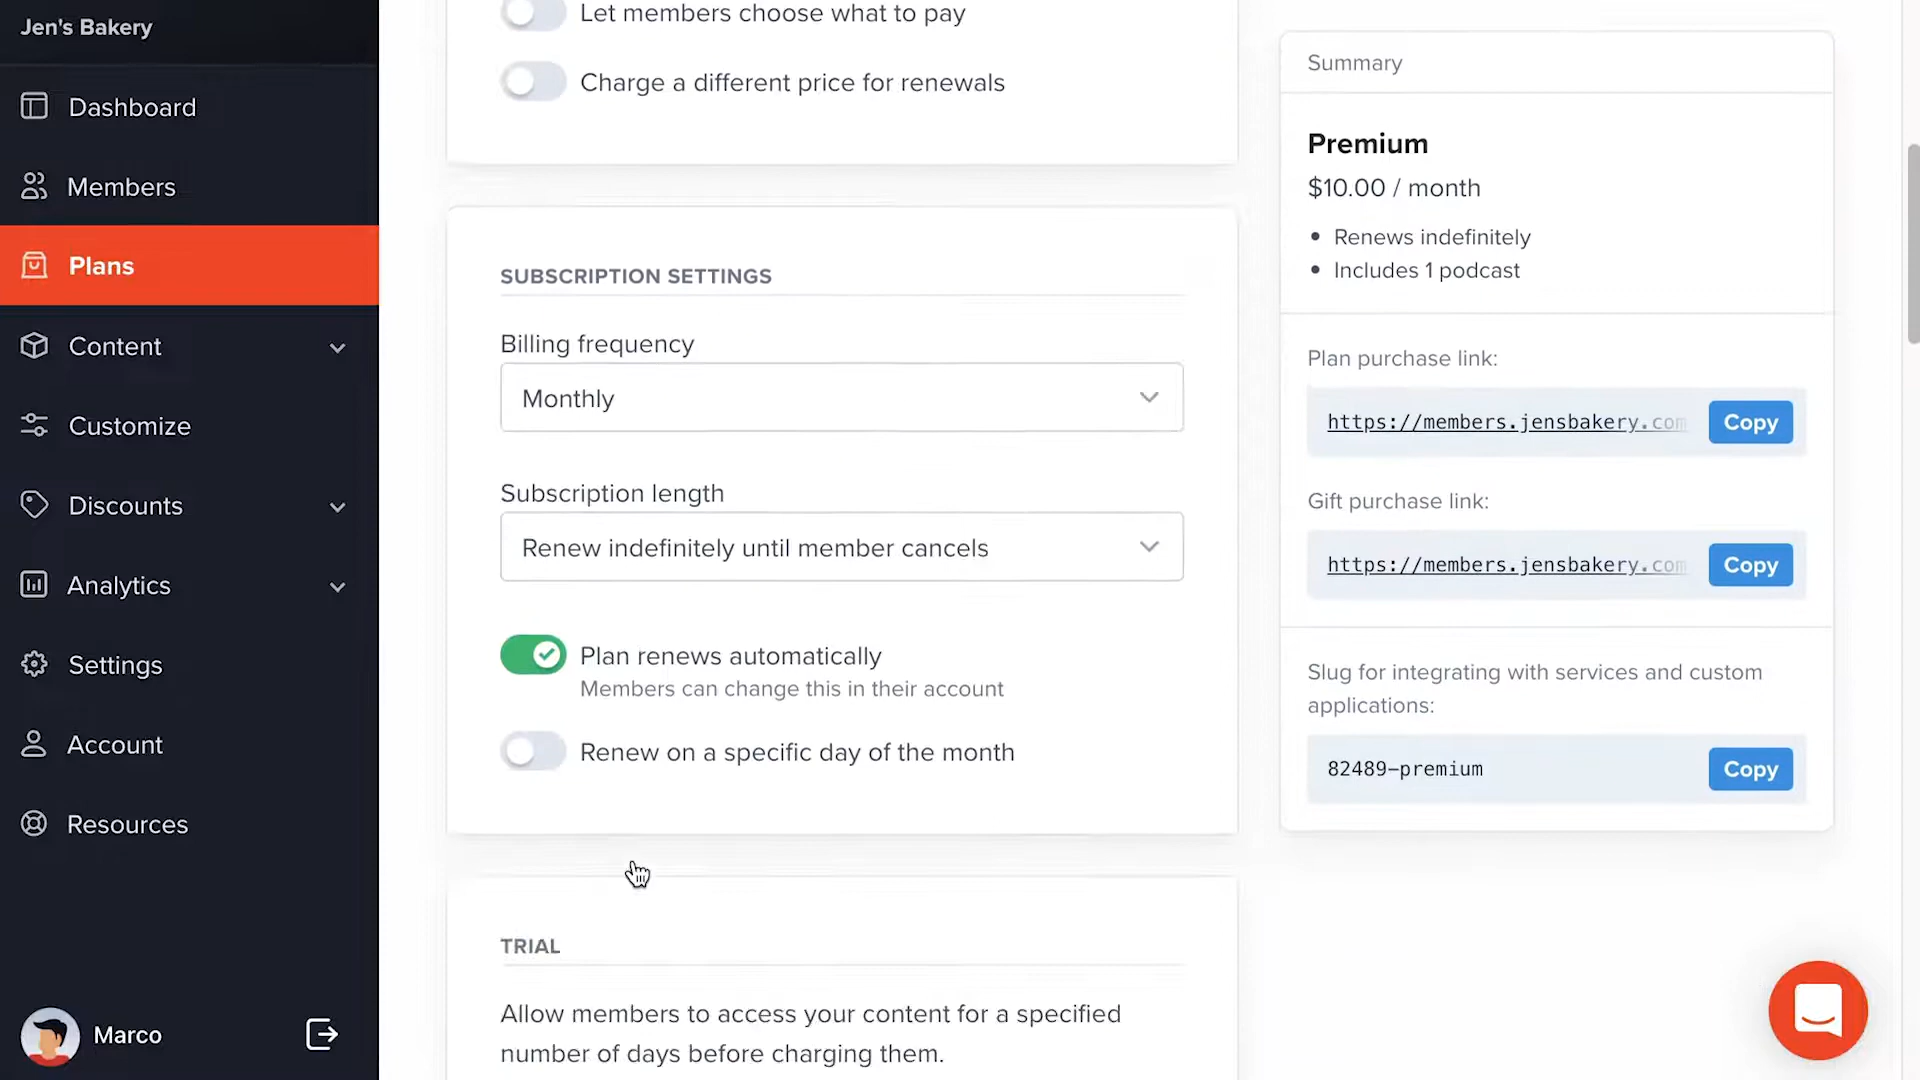 Jen's Bakery
Dashboard
Members
Plans
Content
Customize
Discounts
Analytics
Settings
Account
Resources
Marco
Let members choose what to pay
Charge a different price for renewals
SUBSCRIPTION SETTINGS
Billing frequency
Monthly
Subscription length
Renew indefinitely until member cancels
Plan renews automatically
Members can change this in their account
Renew on a specific day of the month
TRIAL
Allow members to access your content for a specified
number of days before charging them.
Summary
Premium
$10.00 / month
• Renews indefinitely
• Includes 1 podcast
Plan purchase link:
https://members.jensbakery.com Copy
Gift purchase link:
https://members.jensbakery.com Copy
Slug for integrating with services and custom
applications:
82489-premium Copy